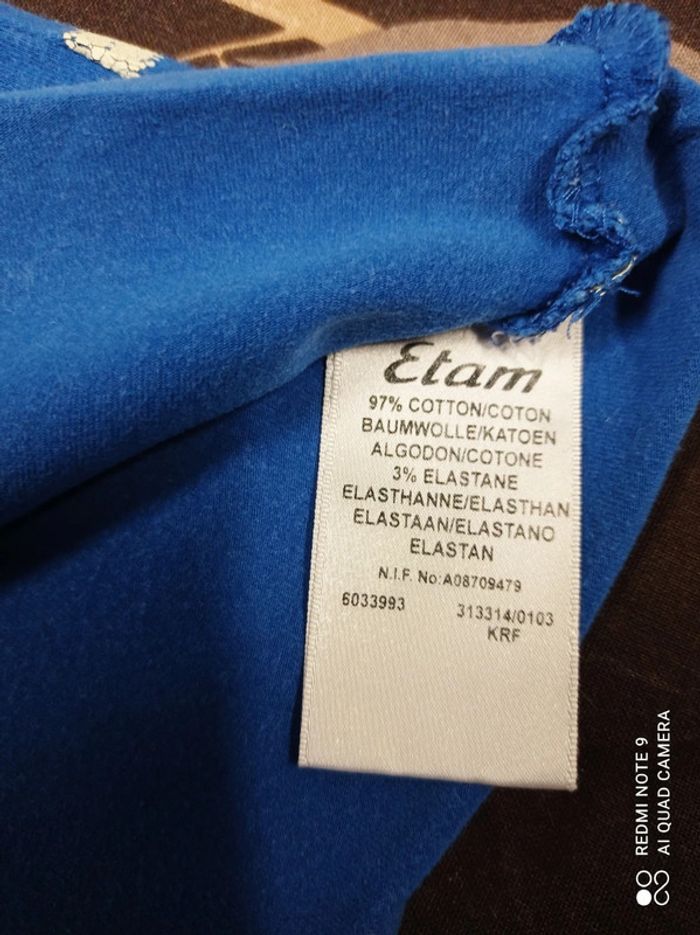 Etam
97% COTTON/COTON
BAUMWOLLE/KATOEN
ALGODON/COTONE
3% ELASTANE
ELASTHANNE/ELASTHAN
ELASTAAN/ELASTANO
ELASTAN
N.I.F. No:A08709479
6033993 313314/0103
KRF
REDMI NOTE 9
AI QUAD CAMERA